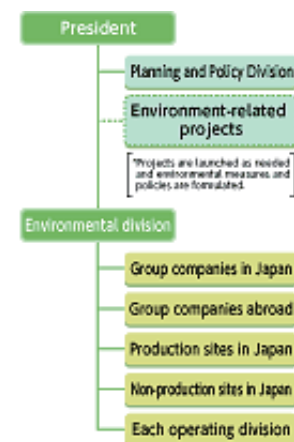 President
Planning and Policy Division
Environment-related
projects
*Projects are launched as needed
and environmental measures and
policies are formulated.
Environmental division
Group companies in Japan
Group companies abroad
Production sites in Japan
Non-production sites in Japan
Each operating division